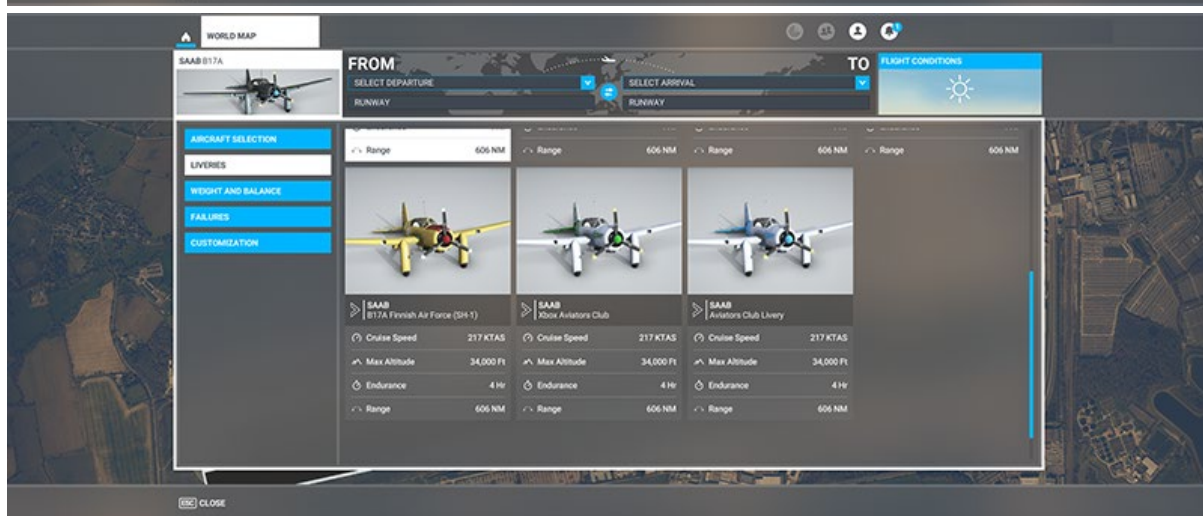 WORLD MAP
1
SAAB B17A
FROM
TO
SELECT DEPARTURE
SELECT ARRIVAL
RUNWAY
RUNWAY
FLIGHT CONDITIONS
AIRCRAFT SELECTION
LIVERIES
WEIGHT AND BALANCE
FAILURES
CUSTOMIZATION
Range 606 NM
Range 606 NM
Range 606 NM
Range 606 NM
SAAB
B17A Finnish Air Force (SH-1)
Cruise Speed 217 KTAS
Max Altitude 34,000 Ft
Endurance 4 Hr
Range 606 NM
SAAB
Xbox Aviators Club
Cruise Speed 217 KTAS
Max Altitude 34,000 Ft
Endurance 4 Hr
Range 606 NM
SAAB
Aviators Club Livery
Cruise Speed 217 KTAS
Max Altitude 34,000 Ft
Endurance 4 Hr
Range 606 NM
ESC CLOSE